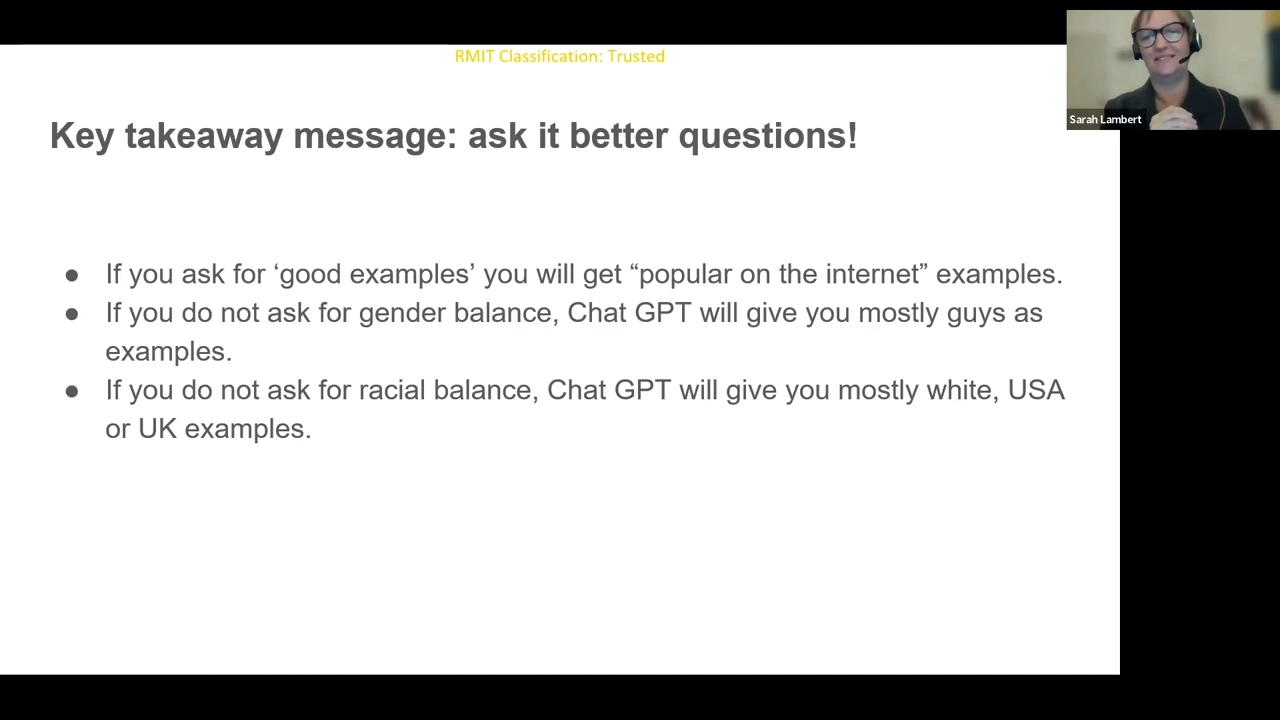 RMIT Classification: Trusted
Sarah Lambert
Key takeaway message: ask it better questions!
● If you ask for ‘good examples’ you will get “popular on the internet” examples.
● If you do not ask for gender balance, Chat GPT will give you mostly guys as
examples.
● If you do not ask for racial balance, Chat GPT will give you mostly white, USA
or UK examples.